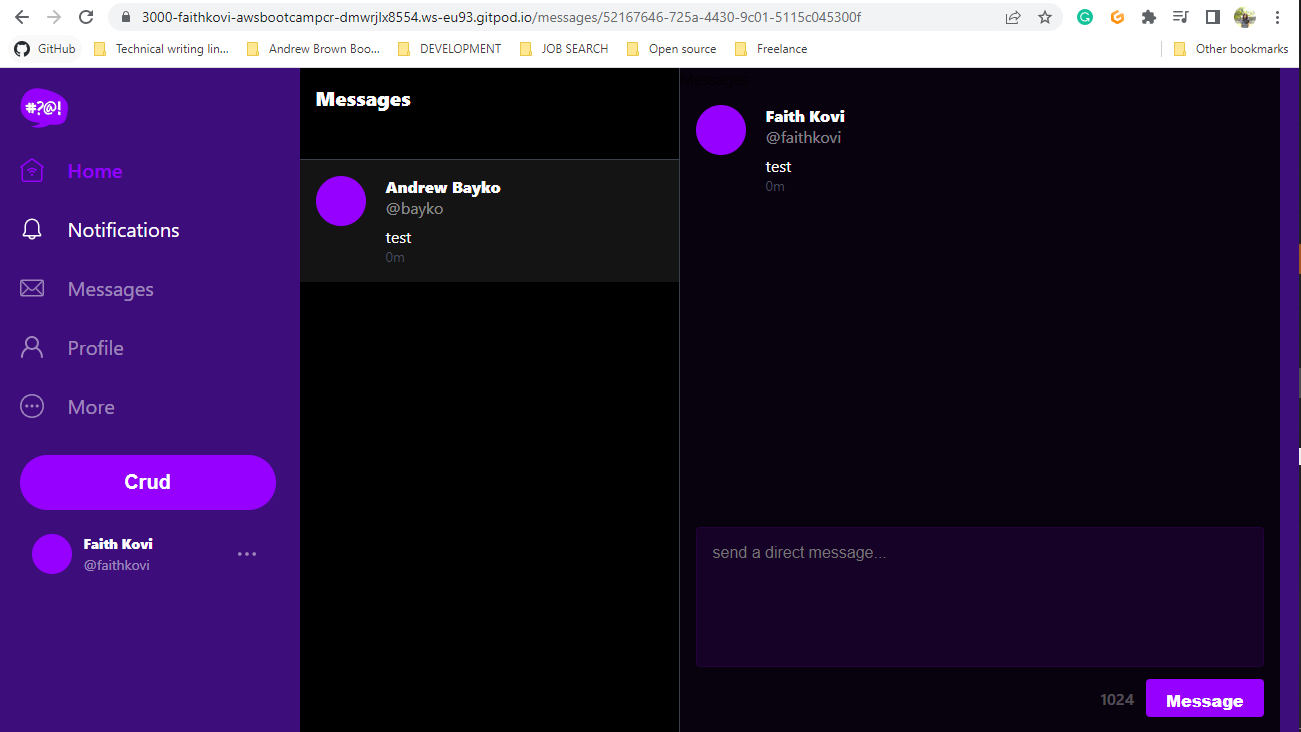 3000-faithkovi-awsbootcampcr-dmwrjlx8554.ws-eu93.gitpod.io/messages/52167646-725a-4430-9c01-5115c045300f
GitHub
Technical writing lin...
Andrew Brown Boo...
DEVELOPMENT
JOB SEARCH
Open source
Freelance
Other bookmarks
#?@!
Home
Notifications
Messages
Profile
More
Crud
Faith Kovi
@faithkovi
Messages
Andrew Bayko
@bayko
test
0m
Faith Kovi
@faithkovi
test
0m
send a direct message...
1024
Message